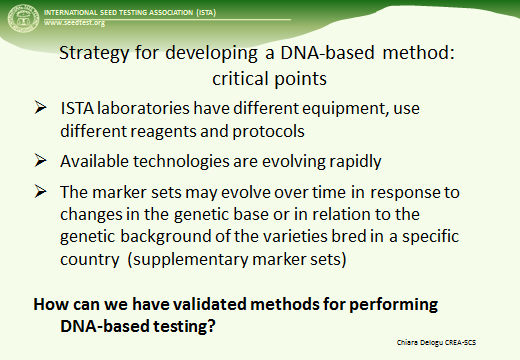 INTERNATIONAL SEED TESTING ASSOCIATION (ISTA)
www.seedtest.org
Strategy for developing a DNA-based method:
critical points
➢ ISTA laboratories have different equipment, use
different reagents and protocols
➢ Available technologies are evolving rapidly
➢ The marker sets may evolve over time in response to
changes in the genetic base or in relation to the
genetic background of the varieties bred in a specific
country (supplementary marker sets)
How can we have validated methods for performing
DNA-based testing?
Chiara Delogu CREA-SCS